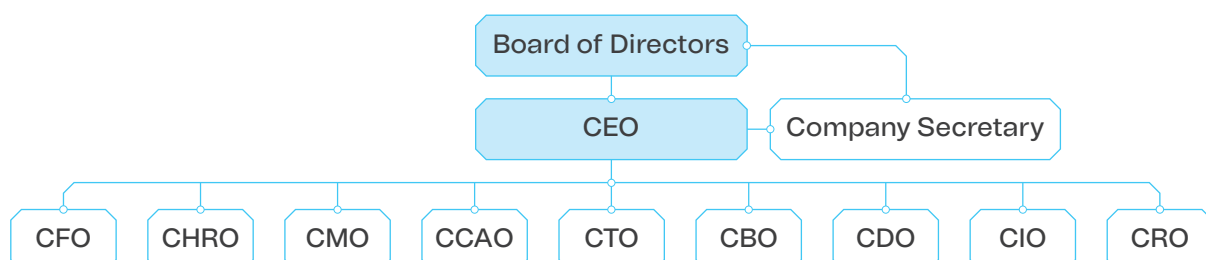 Board of Directors
CEO
Company Secretary
CFO
CHRO
CMO
CCAO
CTO
CBO
CDO
CIO
CRO